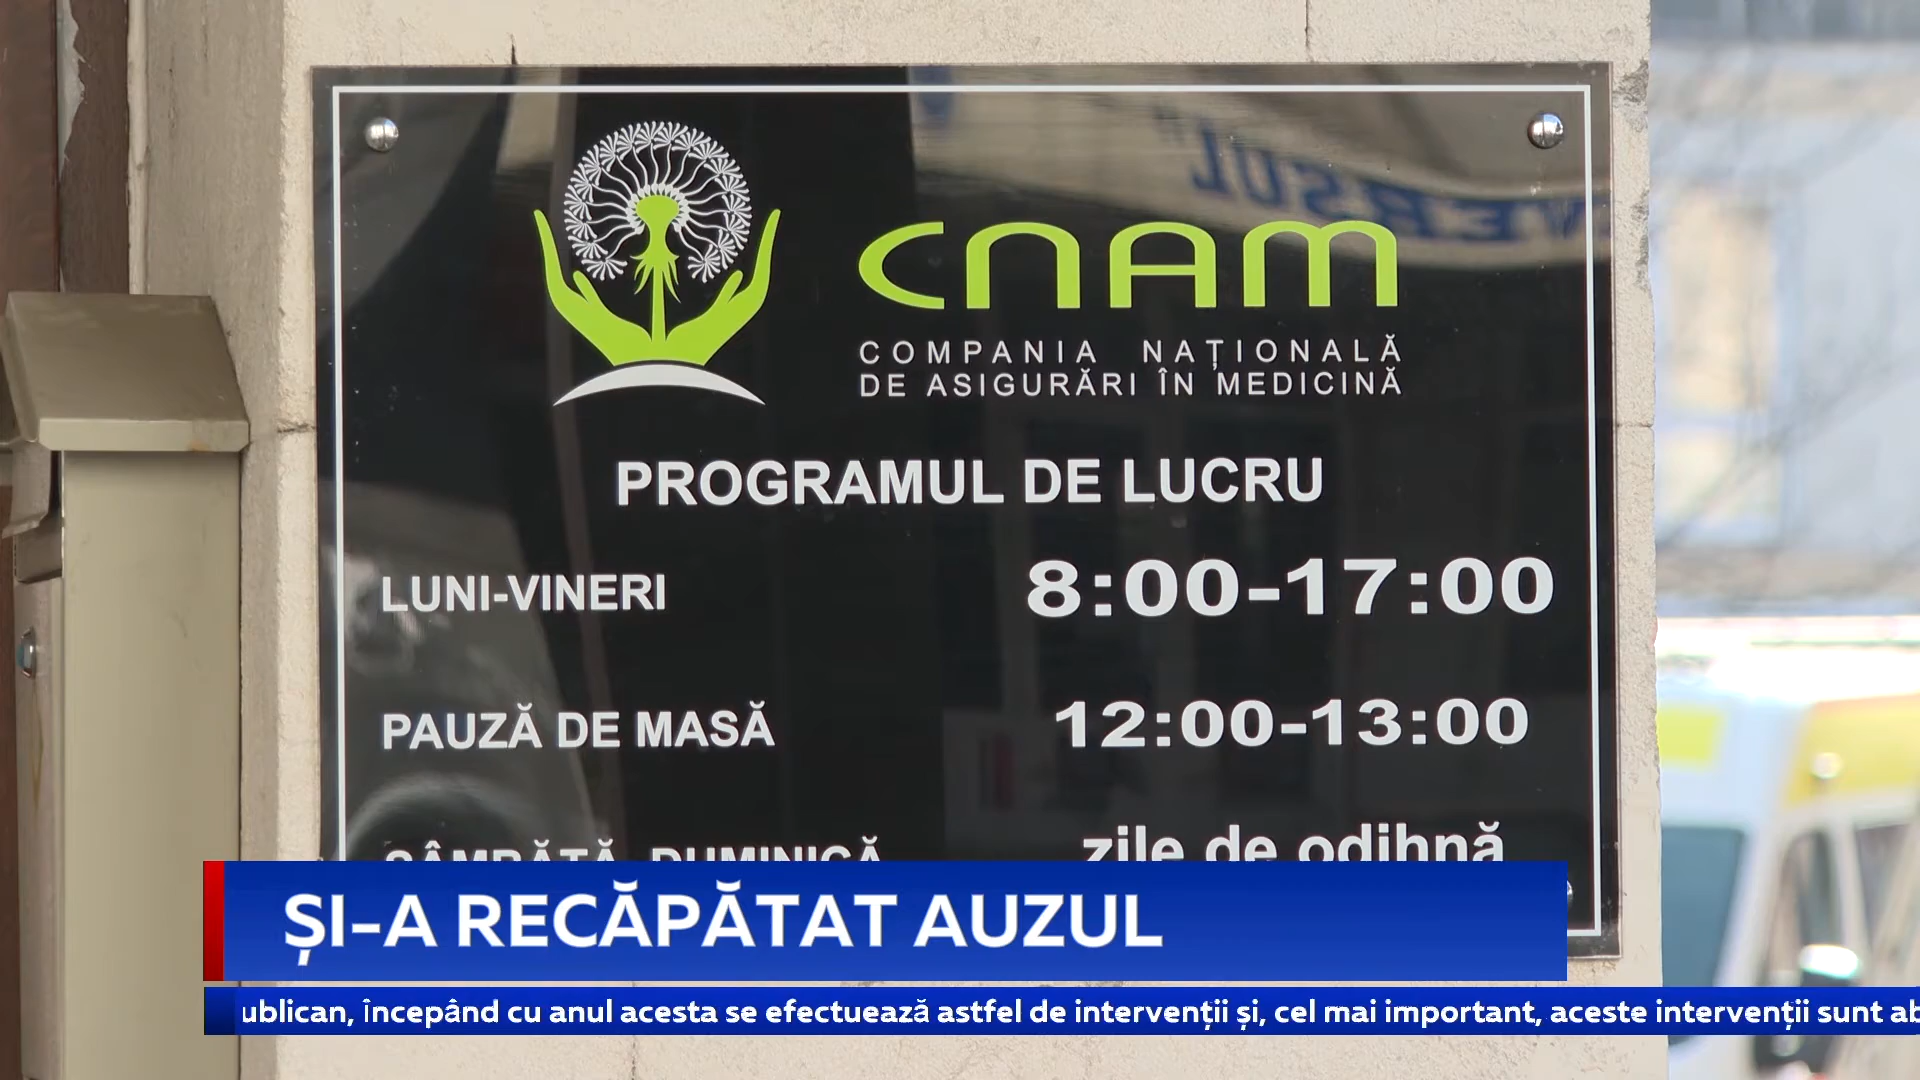 CNAM
COMPANIA NAȚIONALĂ
DE ASIGURĂRI ÎN MEDICINĂ
PROGRAMUL DE LUCRU
LUNI-VINERI 8:00-17:00
PAUZĂ DE MASĂ 12:00-13:00
SÂMBĂTĂ, DUMINICĂ zile de odihnă
ȘI-A RECĂPĂTAT AUZUL
ublican, începând cu anul acesta se efectuează astfel de intervenții și, cel mai important, aceste intervenții sunt ab